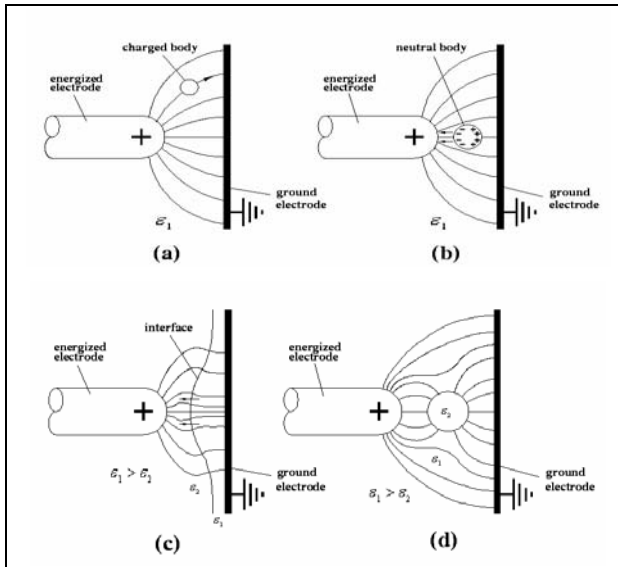 charged body
energized
electrode
+
ground
electrode
ε₁
(a)
neutral body
energized
electrode
+
ground
electrode
ε₁
(b)
interface
energized
electrode
+
ε₁ > ε₂
ε₂
ground
electrode
ε₁
(c)
energized
electrode
+
ε₂
ε₁
ε₁ > ε₂
ground
electrode
(d)